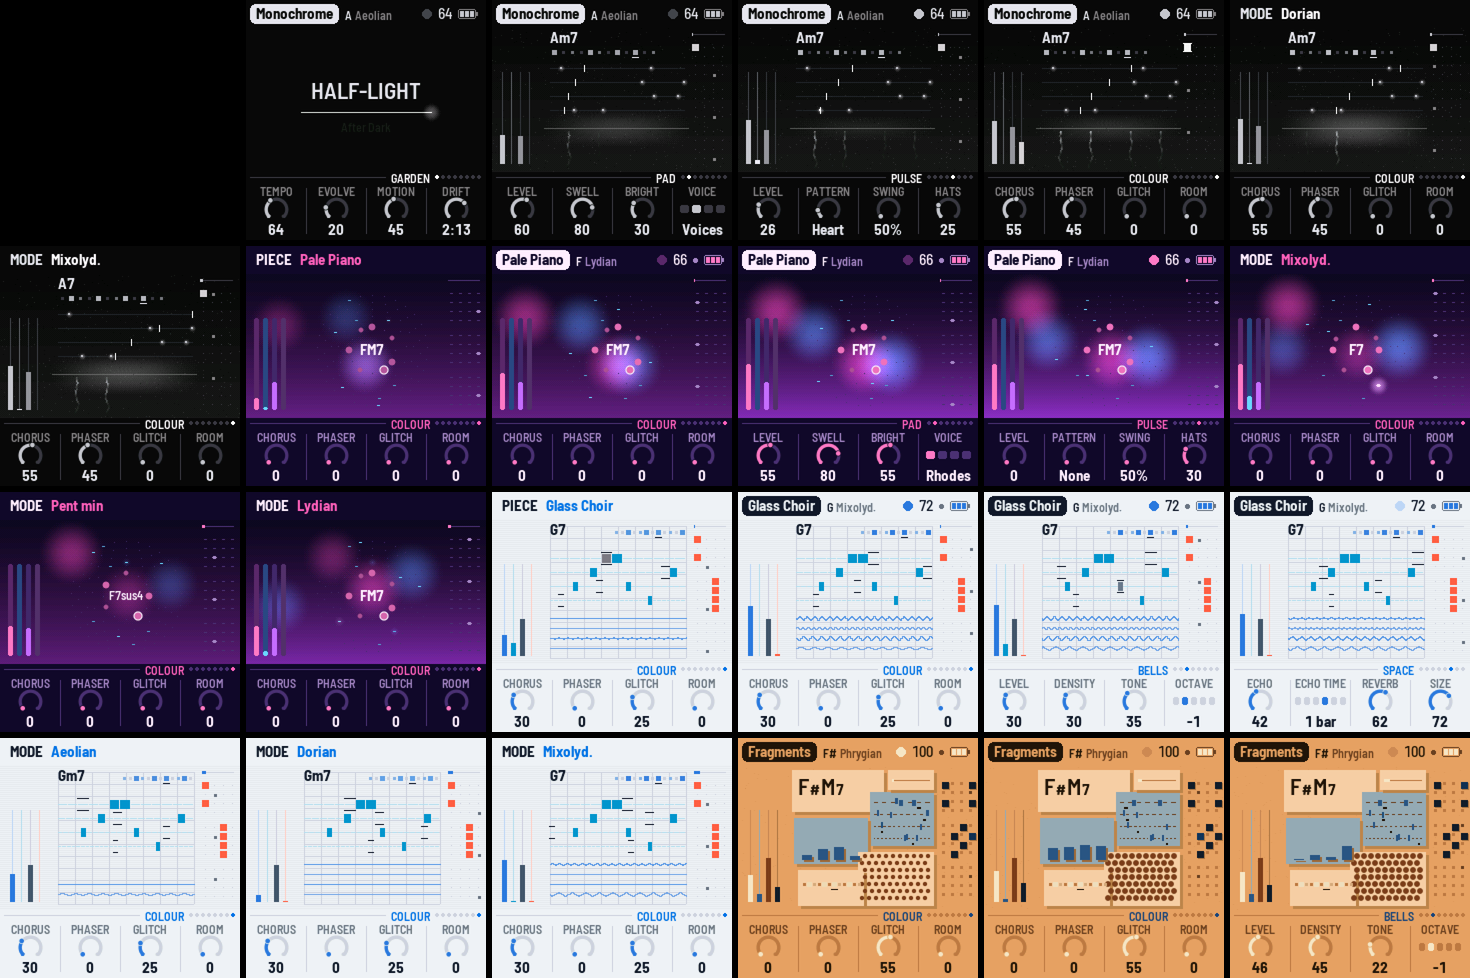 Monochrome A Aeolian 64
HALF-LIGHT
After Dark
GARDEN
TEMPO EVOLVE MOTION DRIFT
64 20 45 2:13
Monochrome A Aeolian 64
Am7
PAD
LEVEL SWELL BRIGHT VOICE
60 80 30 Voices
Monochrome A Aeolian 64
Am7
PULSE
LEVEL PATTERN SWING HATS
26 Heart 50% 25
Monochrome A Aeolian 64
Am7
COLOUR
CHORUS PHASER GLITCH ROOM
55 45 0 0
MODE Dorian
Am7
COLOUR
CHORUS PHASER GLITCH ROOM
55 45 0 0
MODE Mixolyd.
A7
COLOUR
CHORUS PHASER GLITCH ROOM
55 45 0 0
PIECE Pale Piano
FM7
COLOUR
CHORUS PHASER GLITCH ROOM
0 0 0 0
Pale Piano F Lydian 66
FM7
COLOUR
CHORUS PHASER GLITCH ROOM
0 0 0 0
Pale Piano F Lydian 66
FM7
PAD
LEVEL SWELL BRIGHT VOICE
55 80 55 Rhodes
Pale Piano F Lydian 66
FM7
PULSE
LEVEL PATTERN SWING HATS
0 None 50% 30
MODE Mixolyd.
F7
COLOUR
CHORUS PHASER GLITCH ROOM
0 0 0 0
MODE Pent min
F7sus4
COLOUR
CHORUS PHASER GLITCH ROOM
0 0 0 0
MODE Lydian
FM7
COLOUR
CHORUS PHASER GLITCH ROOM
0 0 0 0
PIECE Glass Choir
G7
COLOUR
CHORUS PHASER GLITCH ROOM
30 0 25 0
Glass Choir G Mixolyd. 72
G7
COLOUR
CHORUS PHASER GLITCH ROOM
30 0 25 0
Glass Choir G Mixolyd. 72
G7
BELLS
LEVEL DENSITY TONE OCTAVE
30 30 35 -1
Glass Choir G Mixolyd. 72
G7
SPACE
ECHO ECHO TIME REVERB SIZE
42 1 bar 62 72
MODE Aeolian
Gm7
COLOUR
CHORUS PHASER GLITCH ROOM
30 0 25 0
MODE Dorian
Gm7
COLOUR
CHORUS PHASER GLITCH ROOM
30 0 25 0
MODE Mixolyd.
G7
COLOUR
CHORUS PHASER GLITCH ROOM
30 0 25 0
Fragments F# Phrygian 100
F#M7
COLOUR
CHORUS PHASER GLITCH ROOM
0 0 55 0
Fragments F# Phrygian 100
F#M7
COLOUR
CHORUS PHASER GLITCH ROOM
0 0 55 0
Fragments F# Phrygian 100
F#M7
BELLS
LEVEL DENSITY TONE OCTAVE
46 45 22 -1